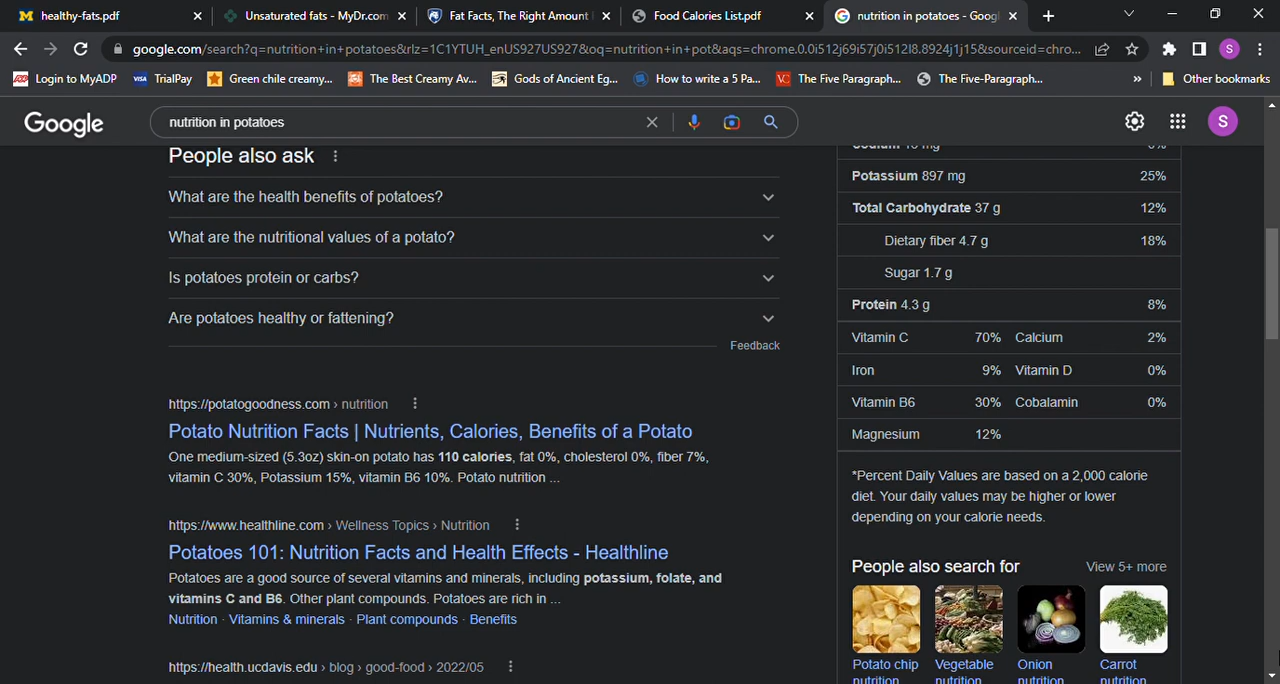 healthy-fats.pdf
Unsaturated fats - MyDr.com
Fat Facts, The Right Amount
Food Calories List.pdf
nutrition in potatoes - Googl
google.com/search?q=nutrition+in+potatoes&rlz=1C1YTUH_enUS927US927&oq=nutrition+in+pot&aqs=chrome.0.0i512j69i57j0i512l8.8924j1j15&sourceid=chro...
S
Login to MyADP
VISA TrialPay
Green chile creamy...
The Best Creamy Av...
Gods of Ancient Eg...
How to write a 5 Pa...
VC The Five Paragraph...
The Five-Paragraph...
»
Other bookmarks
Google
nutrition in potatoes
S
People also ask
What are the health benefits of potatoes?
What are the nutritional values of a potato?
Is potatoes protein or carbs?
Are potatoes healthy or fattening?
Feedback
https://potatogoodness.com › nutrition
Potato Nutrition Facts | Nutrients, Calories, Benefits of a Potato
One medium-sized (5.3oz) skin-on potato has 110 calories, fat 0%, cholesterol 0%, fiber 7%,
vitamin C 30%, Potassium 15%, vitamin B6 10%. Potato nutrition ...
https://www.healthline.com › Wellness Topics › Nutrition
Potatoes 101: Nutrition Facts and Health Effects - Healthline
Potatoes are a good source of several vitamins and minerals, including potassium, folate, and
vitamins C and B6. Other plant compounds. Potatoes are rich in ...
Nutrition · Vitamins & minerals · Plant compounds · Benefits
https://health.ucdavis.edu › blog › good-food › 2022/05
Potassium 897 mg 25%
Total Carbohydrate 37 g 12%
Dietary fiber 4.7 g 18%
Sugar 1.7 g
Protein 4.3 g 8%
Vitamin C 70% Calcium 2%
Iron 9% Vitamin D 0%
Vitamin B6 30% Cobalamin 0%
Magnesium 12%
*Percent Daily Values are based on a 2,000 calorie
diet. Your daily values may be higher or lower
depending on your calorie needs.
People also search for
View 5+ more
Potato chip nutrition
Vegetable nutrition
Onion nutrition
Carrot nutrition